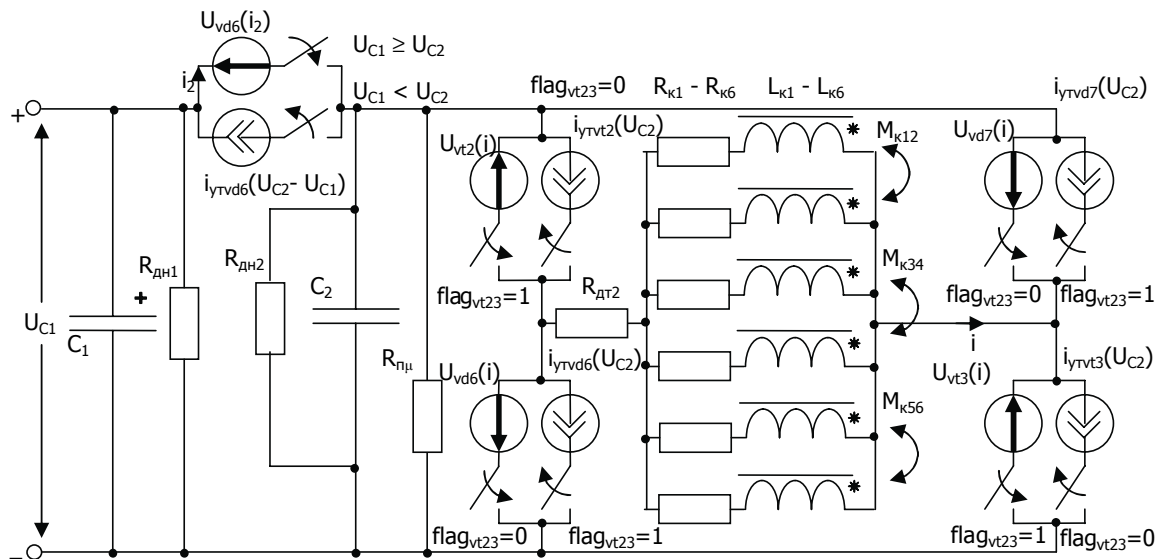 U_vd6(i_2)
U_C1 ≥ U_C2
i_2
U_C1 < U_C2
flag_vt23=0
R_к1 - R_к6
L_к1 - L_к6
i_утvd7(U_C2)
+
U_vt2(i)
i_утvt2(U_C2)
M_к12
U_vd7(i)
i_утvd6(U_C2- U_C1)
R_дн1
R_дн2
+
C_2
flag_vt23=1
R_дт2
M_к34
flag_vt23=0
flag_vt23=1
U_C1
C_1
R_пμ
U_vd6(i)
i_утvd6(U_C2)
i
U_vt3(i)
i_утvt3(U_C2)
M_к56
flag_vt23=0
flag_vt23=1
flag_vt23=1
flag_vt23=0
–